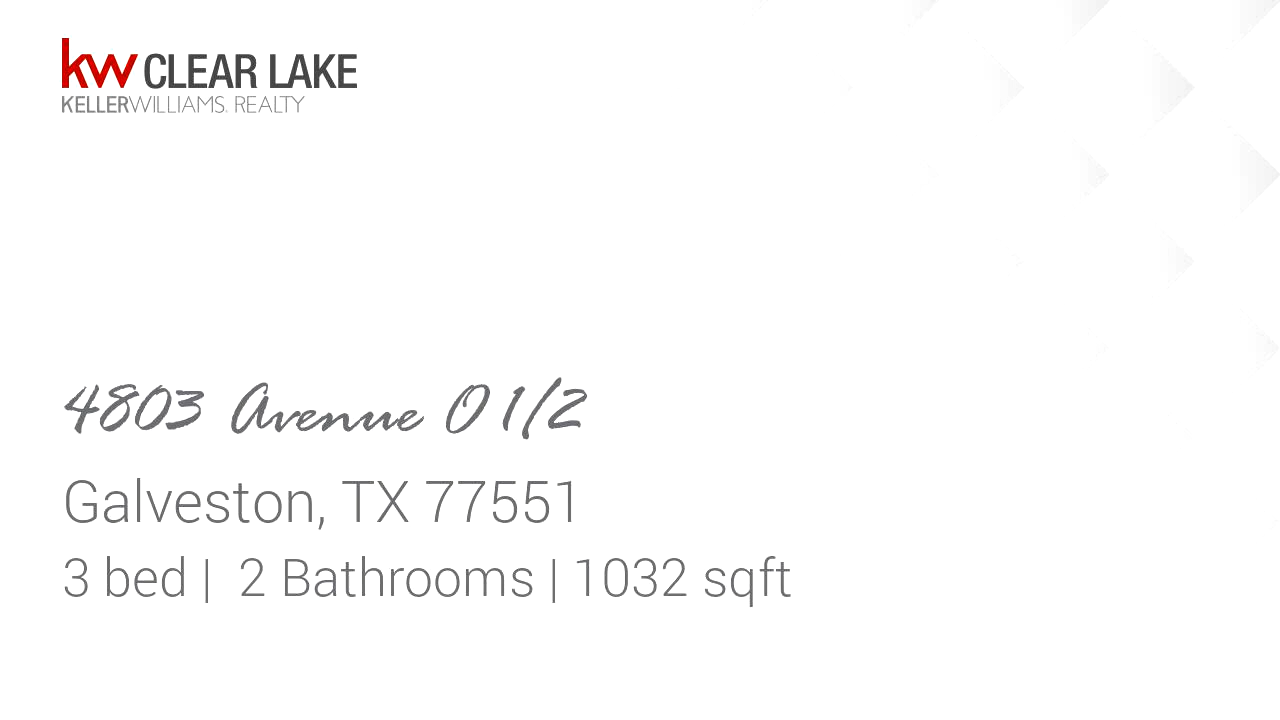 kw CLEAR LAKE
KELLERWILLIAMS. REALTY
4803 Avenue O 1/2
Galveston, TX 77551
3 bed | 2 Bathrooms | 1032 sqft